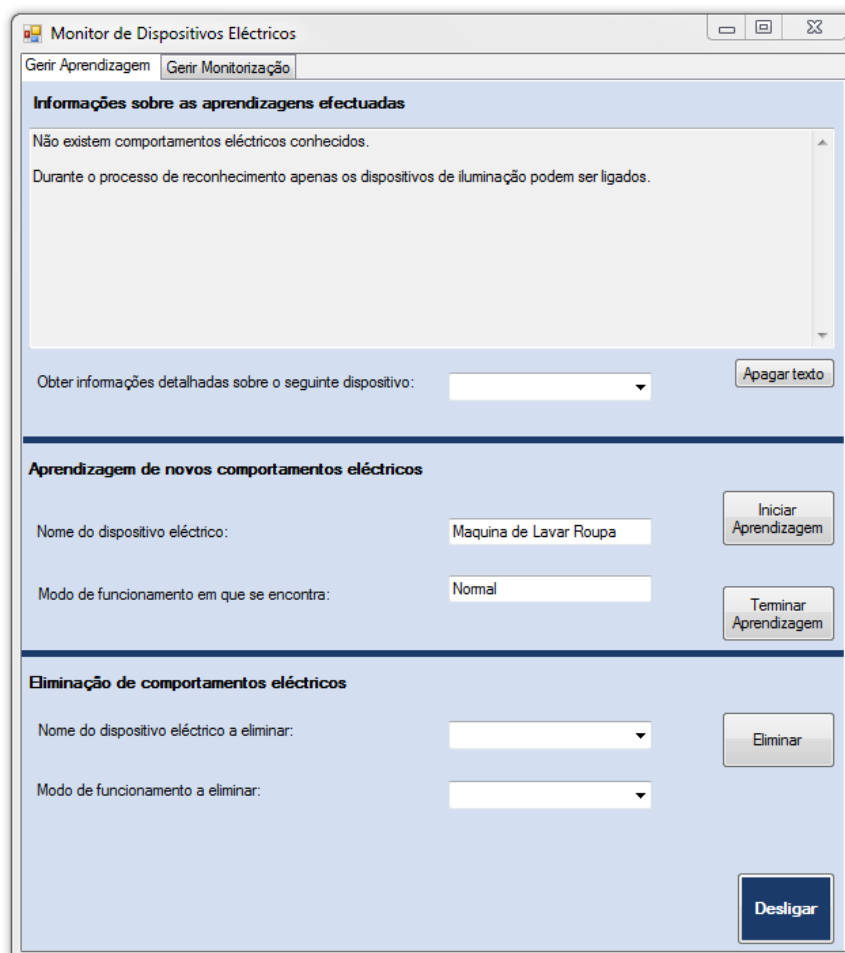 Monitor de Dispositivos Eléctricos
Gerir Aprendizagem
Gerir Monitorização
Informações sobre as aprendizagens efectuadas
Não existem comportamentos eléctricos conhecidos.
Durante o processo de reconhecimento apenas os dispositivos de iluminação podem ser ligados.
Obter informações detalhadas sobre o seguinte dispositivo:
Apagar texto
Aprendizagem de novos comportamentos eléctricos
Nome do dispositivo eléctrico:
Maquina de Lavar Roupa
Iniciar
Aprendizagem
Modo de funcionamento em que se encontra:
Normal
Terminar
Aprendizagem
Eliminação de comportamentos eléctricos
Nome do dispositivo eléctrico a eliminar:
Eliminar
Modo de funcionamento a eliminar:
Desligar